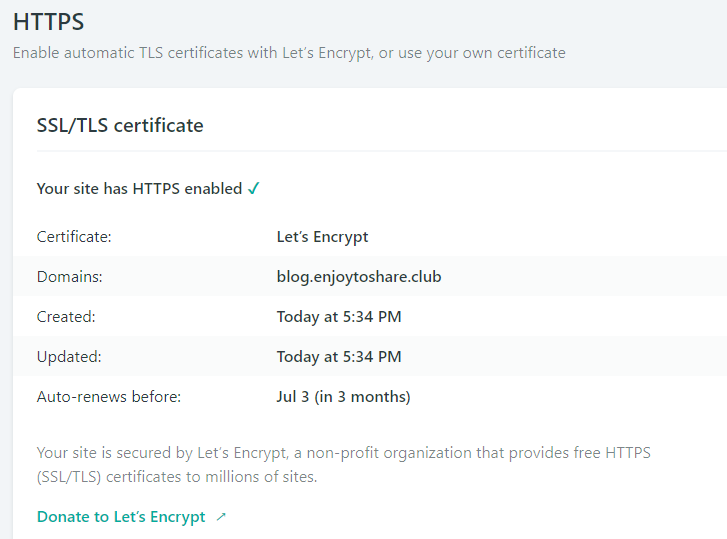 HTTPS
Enable automatic TLS certificates with Let's Encrypt, or use your own certificate
SSL/TLS certificate
Your site has HTTPS enabled ✓
Certificate: Let's Encrypt
Domains: blog.enjoytoshare.club
Created: Today at 5:34 PM
Updated: Today at 5:34 PM
Auto-renews before: Jul 3 (in 3 months)
Your site is secured by Let's Encrypt, a non-profit organization that provides free HTTPS
(SSL/TLS) certificates to millions of sites.
Donate to Let's Encrypt ↗